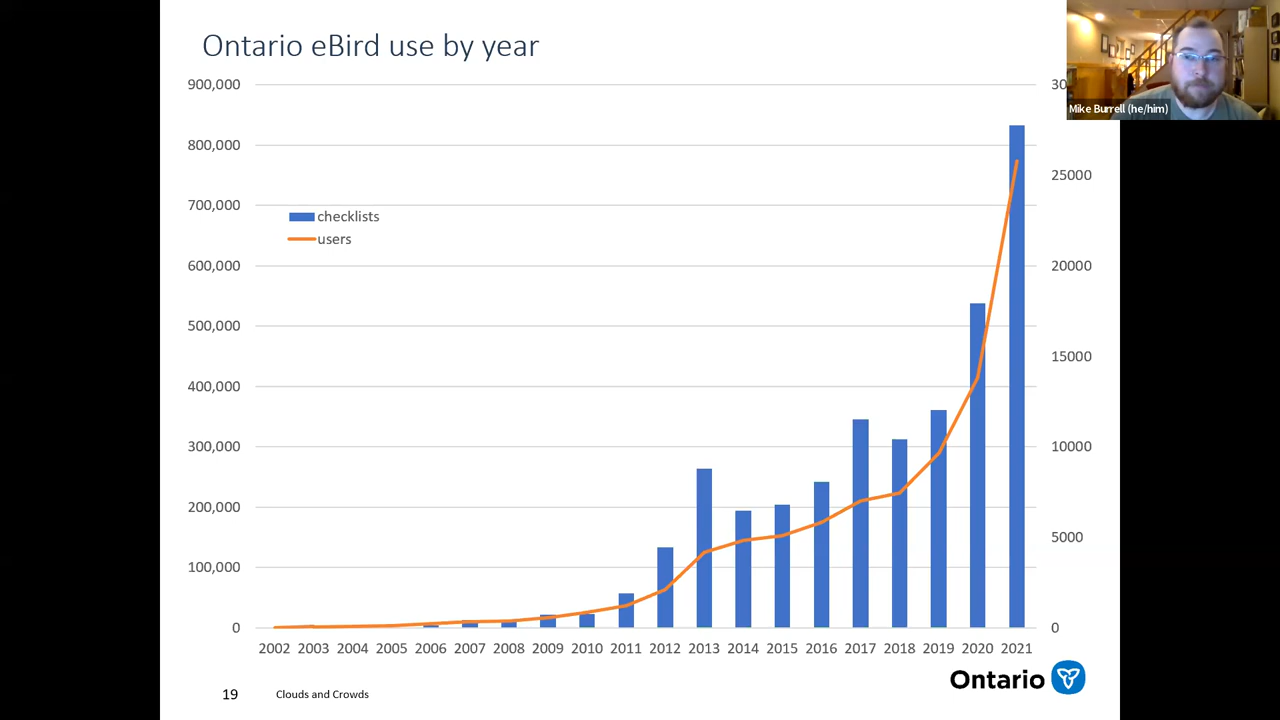 Ontario eBird use by year
900,000
800,000
700,000
600,000
500,000
400,000
300,000
200,000
100,000
0
checklists
users
30
25000
20000
15000
10000
5000
0
2002 2003 2004 2005 2006 2007 2008 2009 2010 2011 2012 2013 2014 2015 2016 2017 2018 2019 2020 2021
19
Clouds and Crowds
Ontario
Mike Burrell (he/him)